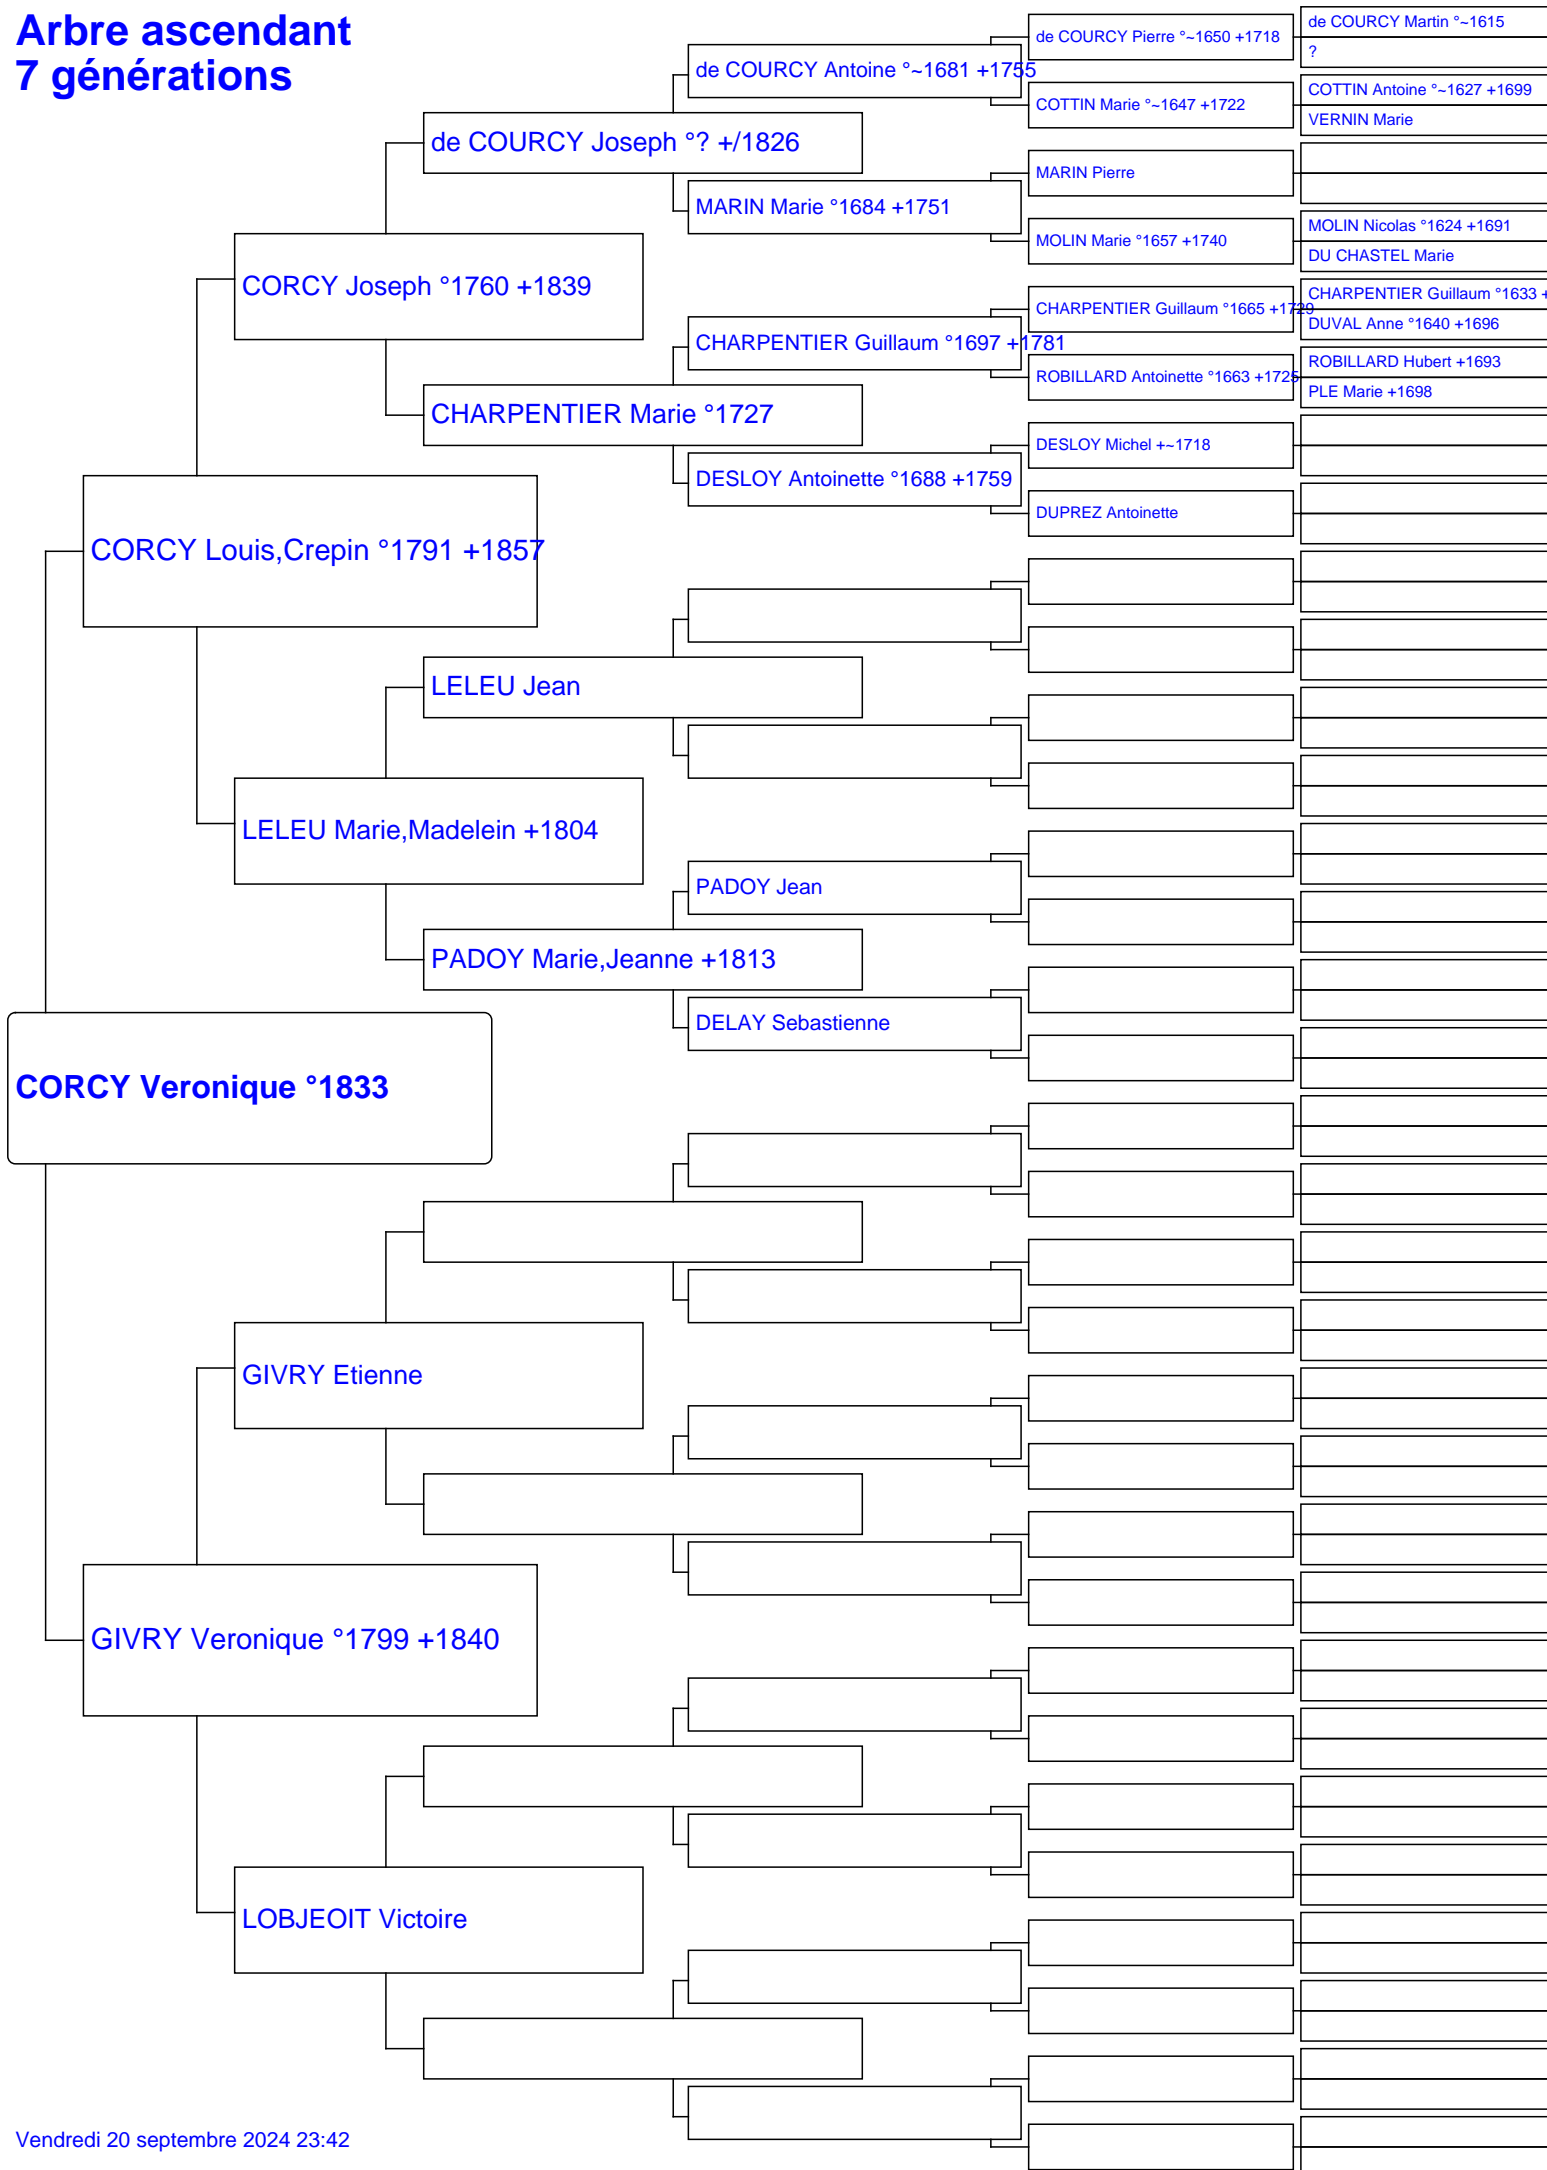 Arbre ascendant
7 générations
de COURCY Martin °~1615
de COURCY Pierre °~1650 +1718
?
de COURCY Antoine °~1681 +1755
COTTIN Antoine °~1627 +1699
COTTIN Marie °~1647 +1722
VERNIN Marie
de COURCY Joseph °? +/1826
MARIN Pierre
MARIN Marie °1684 +1751
MOLIN Nicolas °1624 +1691
MOLIN Marie °1657 +1740
DU CHASTEL Marie
CORCY Joseph °1760 +1839
CHARPENTIER Guillaum °1633 +
CHARPENTIER Guillaum °1665 +1729
DUVAL Anne °1640 +1696
CHARPENTIER Guillaum °1697 +1781
ROBILLARD Hubert +1693
ROBILLARD Antoinette °1663 +1725
PLE Marie +1698
CHARPENTIER Marie °1727
DESLOY Michel +~1718
DESLOY Antoinette °1688 +1759
DUPREZ Antoinette
CORCY Louis,Crepin °1791 +1857
LELEU Jean
LELEU Marie,Madelein +1804
PADOY Jean
PADOY Marie,Jeanne +1813
DELAY Sebastienne
CORCY Veronique °1833
GIVRY Etienne
GIVRY Veronique °1799 +1840
LOBJEOIT Victoire
Vendredi 20 septembre 2024 23:42